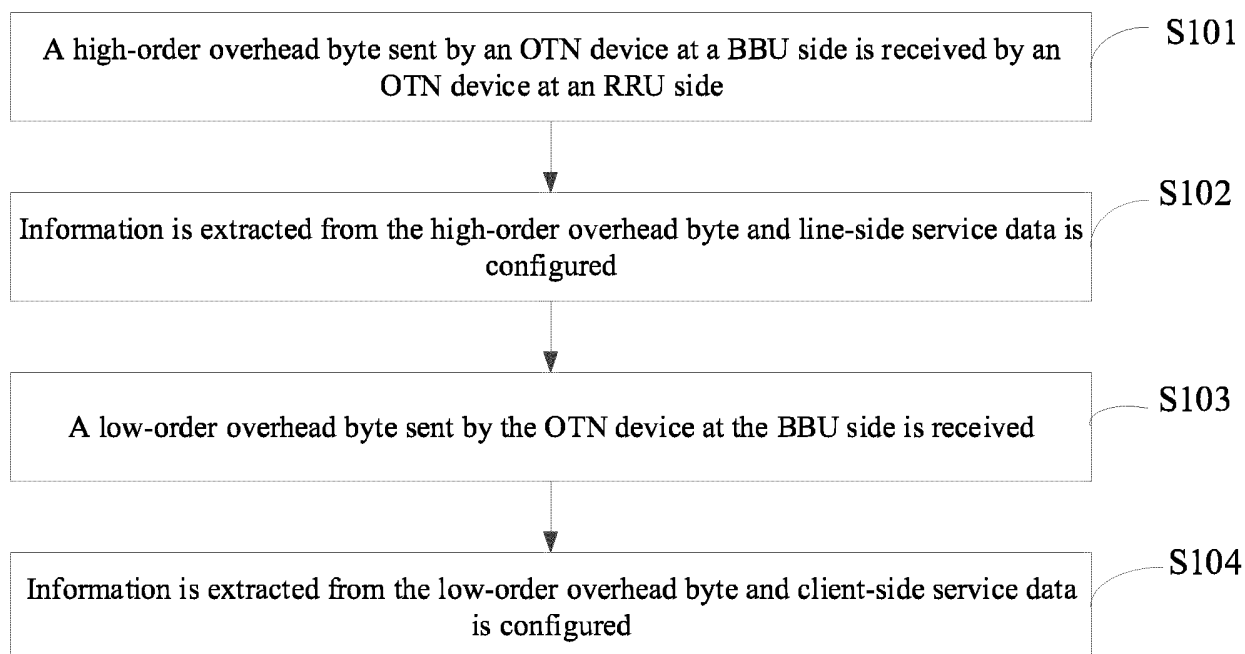 A high-order overhead byte sent by an OTN device at a BBU side is received by an
OTN device at an RRU side
S101
Information is extracted from the high-order overhead byte and line-side service data is
configured
S102
A low-order overhead byte sent by the OTN device at the BBU side is received
S103
Information is extracted from the low-order overhead byte and client-side service data
is configured
S104